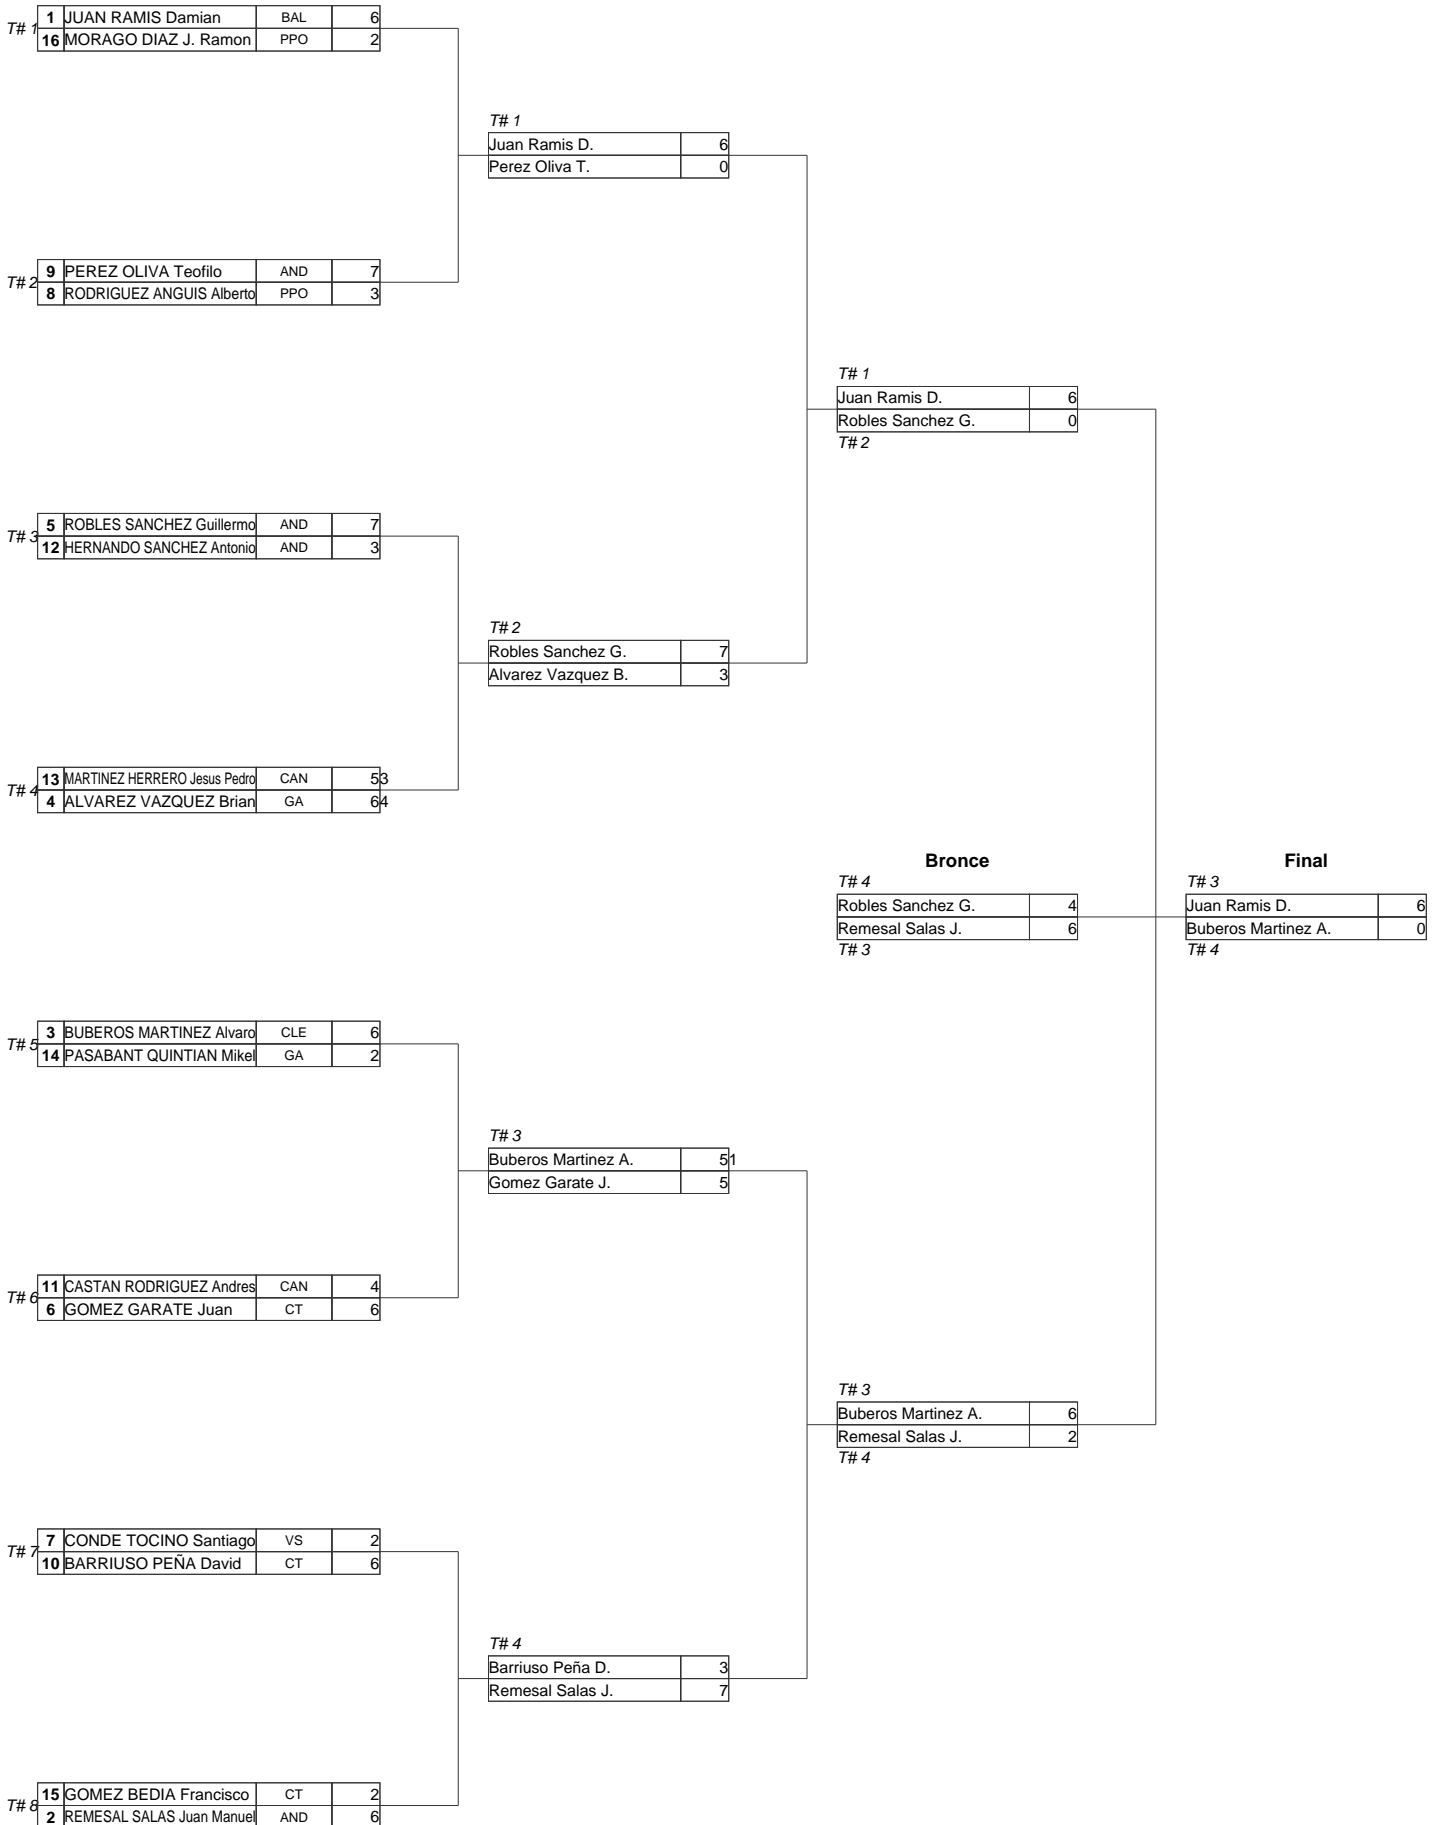 T# 1
1 JUAN RAMIS Damian BAL 6
16 MORAGO DIAZ J. Ramon PPO 2
T# 1
Juan Ramis D. 6
Perez Oliva T. 0
T# 2
9 PEREZ OLIVA Teofilo AND 7
8 RODRIGUEZ ANGUIS Alberto PPO 3
T# 1
Juan Ramis D. 6
Robles Sanchez G. 0
T# 2
T# 3
5 ROBLES SANCHEZ Guillermo AND 7
12 HERNANDO SANCHEZ Antonio AND 3
T# 2
Robles Sanchez G. 7
Alvarez Vazquez B. 3
T# 4
13 MARTINEZ HERRERO Jesus Pedro CAN 53
4 ALVAREZ VAZQUEZ Brian GA 64
Bronce
T# 4
Robles Sanchez G. 4
Remesal Salas J. 6
T# 3
Final
T# 3
Juan Ramis D. 6
Buberos Martinez A. 0
T# 4
T# 5
3 BUBEROS MARTINEZ Alvaro CLE 6
14 PASABANT QUINTIAN Mikel GA 2
T# 3
Buberos Martinez A. 51
Gomez Garate J. 5
T# 6
11 CASTAN RODRIGUEZ Andres CAN 4
6 GOMEZ GARATE Juan CT 6
T# 3
Buberos Martinez A. 6
Remesal Salas J. 2
T# 4
T# 7
7 CONDE TOCINO Santiago VS 2
10 BARRIUSO PEÑA David CT 6
T# 4
Barriuso Peña D. 3
Remesal Salas J. 7
T# 8
15 GOMEZ BEDIA Francisco CT 2
2 REMESAL SALAS Juan Manuel AND 6